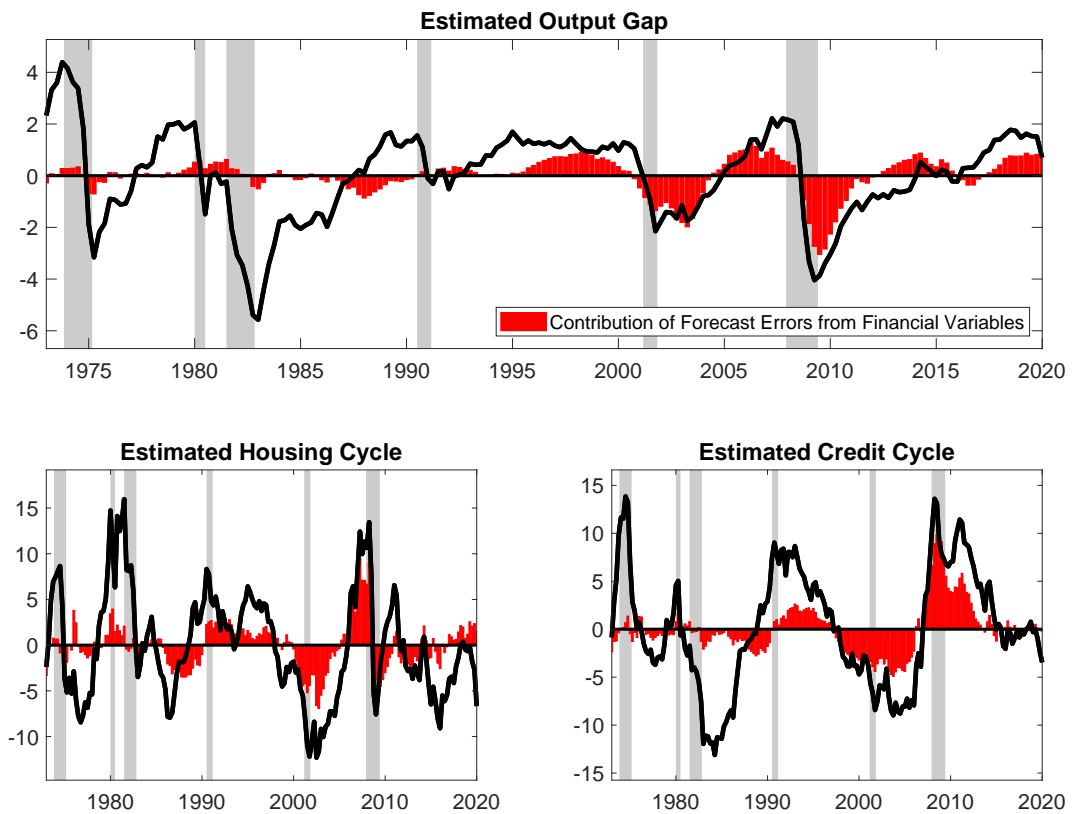 Estimated Output Gap
4
2
0
-2
-4
-6
Contribution of Forecast Errors from Financial Variables
1975 1980 1985 1990 1995 2000 2005 2010 2015 2020
Estimated Housing Cycle
15
10
5
0
-5
-10
1980 1990 2000 2010 2020
Estimated Credit Cycle
15
10
5
0
-5
-10
-15
1980 1990 2000 2010 2020